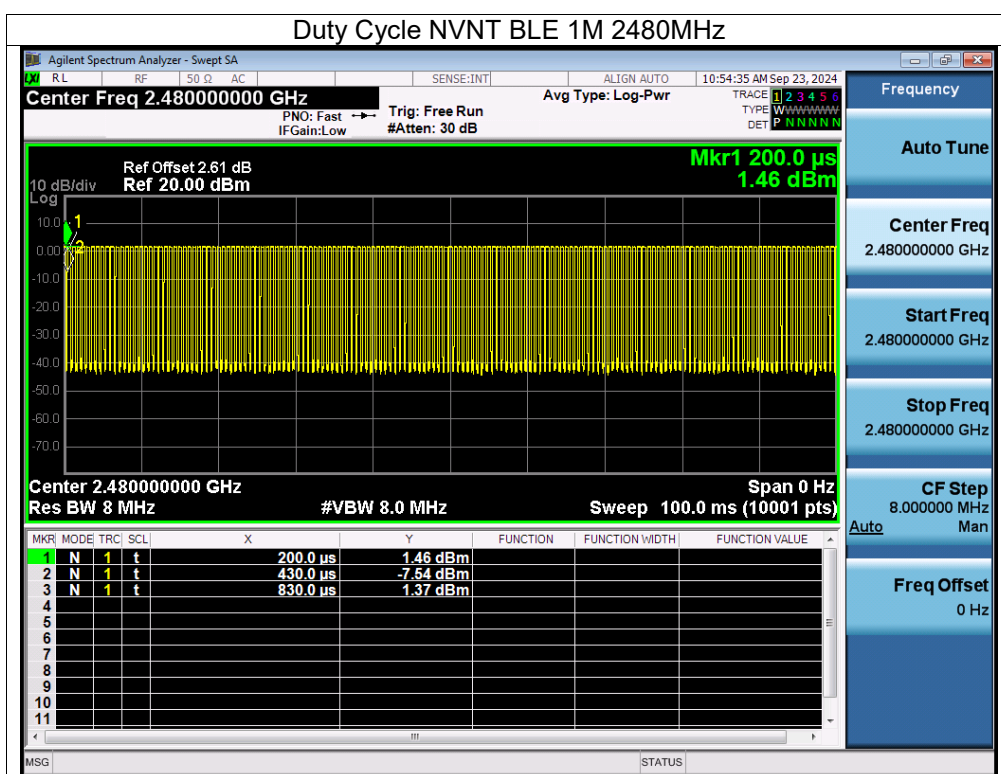 Duty Cycle NVNT BLE 1M 2480MHz
Agilent Spectrum Analyzer - Swept SA
LXI RL RF 50 Ω AC SENSE:INT ALIGN AUTO 10:54:35 AM Sep 23, 2024
Center Freq 2.480000000 GHz
PNO: Fast
IFGain:Low
Trig: Free Run
#Atten: 30 dB
Avg Type: Log-Pwr
TRACE 1 2 3 4 5 6
TYPE WWWWWW
DET P N N N N N
Frequency
Auto Tune
Center Freq
2.480000000 GHz
Start Freq
2.480000000 GHz
Stop Freq
2.480000000 GHz
CF Step
8.000000 MHz
Auto Man
Freq Offset
0 Hz
Mkr1 200.0 µs
1.46 dBm
Ref Offset 2.61 dB
10 dB/div Ref 20.00 dBm
Log
10.0
0.00
-10.0
-20.0
-30.0
-40.0
-50.0
-60.0
-70.0
1
2
Center 2.480000000 GHz Span 0 Hz
Res BW 8 MHz #VBW 8.0 MHz Sweep 100.0 ms (10001 pts)
MKR MODE TRC SCL X Y FUNCTION FUNCTION WIDTH FUNCTION VALUE
1 N 1 t 200.0 µs 1.46 dBm
2 N 1 t 430.0 µs -7.54 dBm
3 N 1 t 830.0 µs 1.37 dBm
4
5
6
7
8
9
10
11
MSG STATUS